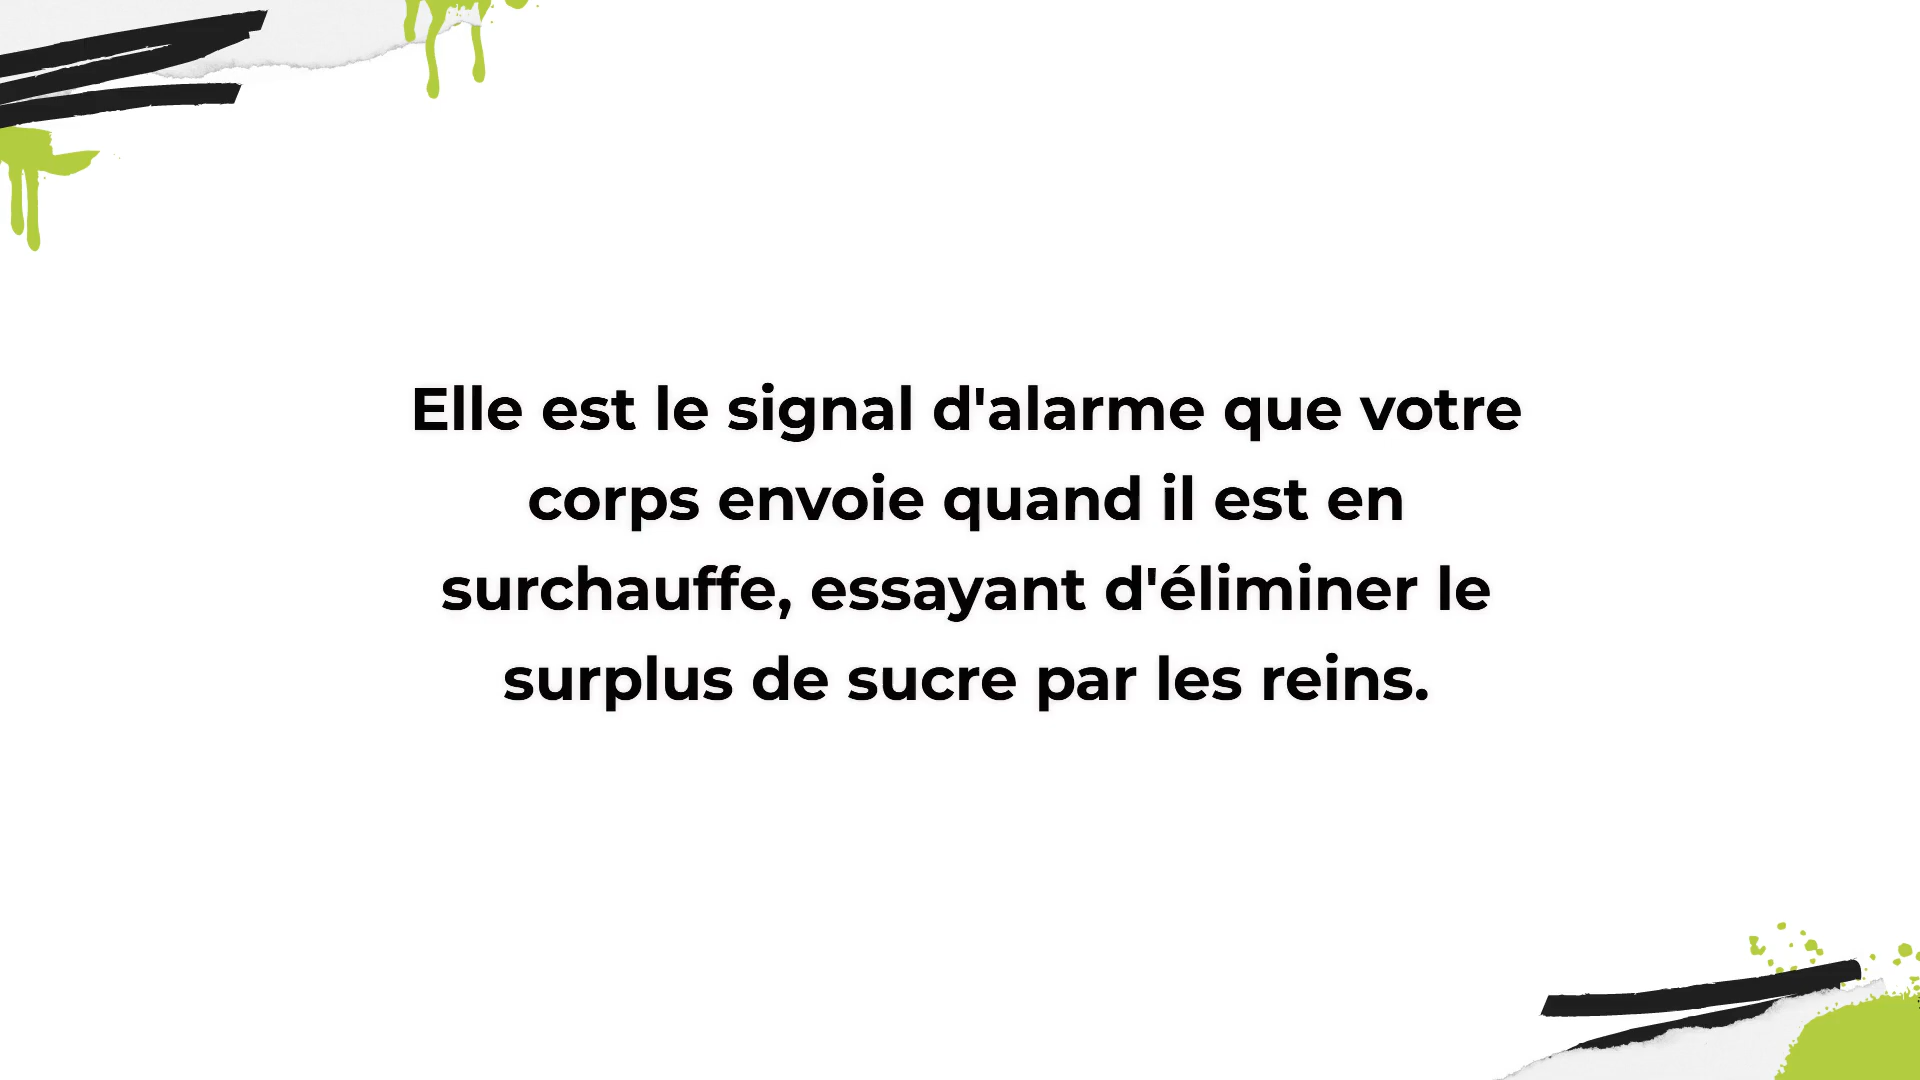 Elle est le signal d'alarme que votre
corps envoie quand il est en
surchauffe, essayant d'éliminer le
surplus de sucre par les reins.